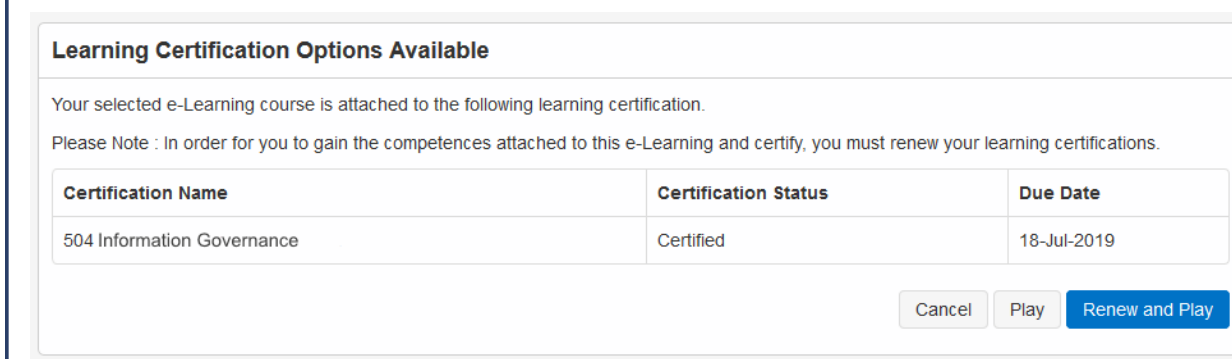 Learning Certification Options Available
Your selected e-Learning course is attached to the following learning certification.
Please Note : In order for you to gain the competences attached to this e-Learning and certify, you must renew your learning certifications.
Certification Name Certification Status Due Date
504 Information Governance Certified 18-Jul-2019
Cancel Play Renew and Play